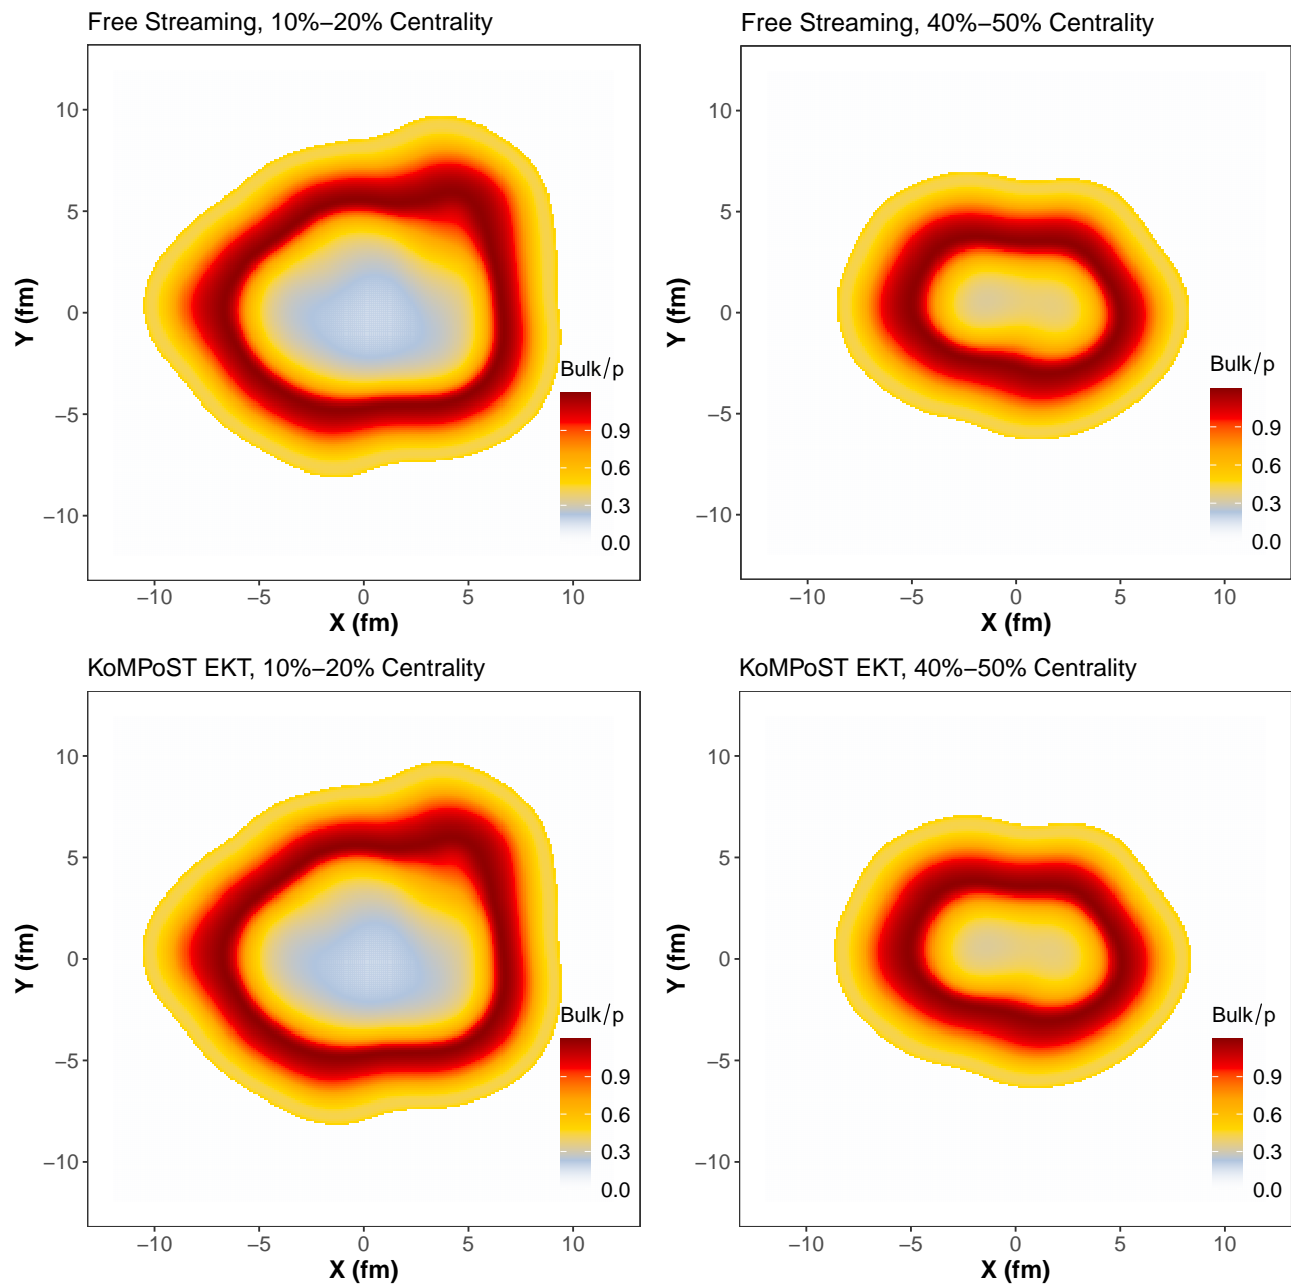 Free Streaming, 10%−20% Centrality
10
5
0
−5
−10
Y (fm)
−10 −5 0 5 10
X (fm)
Bulk/p
0.9
0.6
0.3
0.0
Free Streaming, 40%−50% Centrality
10
5
0
−5
−10
Y (fm)
−10 −5 0 5 10
X (fm)
Bulk/p
0.9
0.6
0.3
0.0
KoMPoST EKT, 10%−20% Centrality
10
5
0
−5
−10
Y (fm)
−10 −5 0 5 10
X (fm)
Bulk/p
0.9
0.6
0.3
0.0
KoMPoST EKT, 40%−50% Centrality
10
5
0
−5
−10
Y (fm)
−10 −5 0 5 10
X (fm)
Bulk/p
0.9
0.6
0.3
0.0